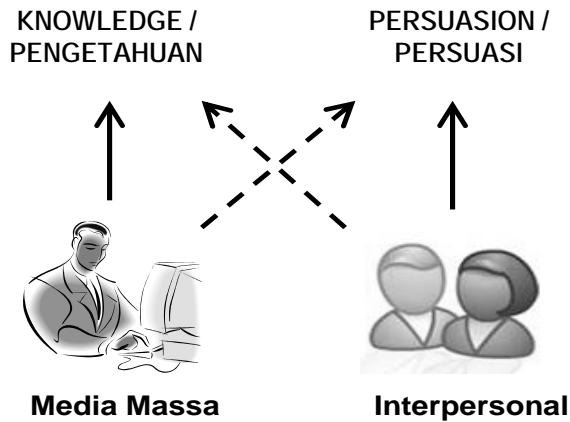 KNOWLEDGE /
PENGETAHUAN
PERSUASION /
PERSUASI
Media Massa
Interpersonal